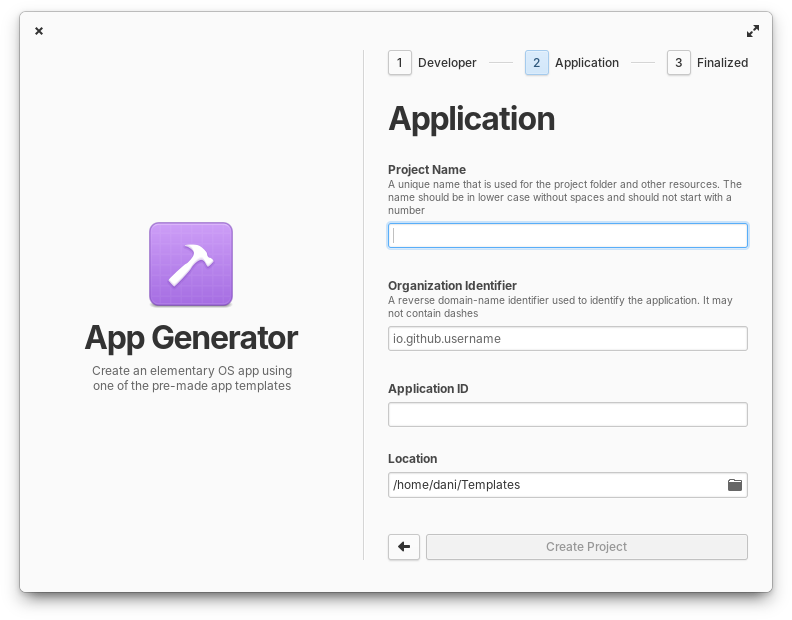 1 Developer 2 Application 3 Finalized
Application
Project Name
A unique name that is used for the project folder and other resources. The
name should be in lower case without spaces and should not start with a
number
Organization Identifier
A reverse domain-name identifier used to identify the application. It may
not contain dashes
io.github.username
Application ID
Location
/home/dani/Templates
Create Project
App Generator
Create an elementary OS app using
one of the pre-made app templates